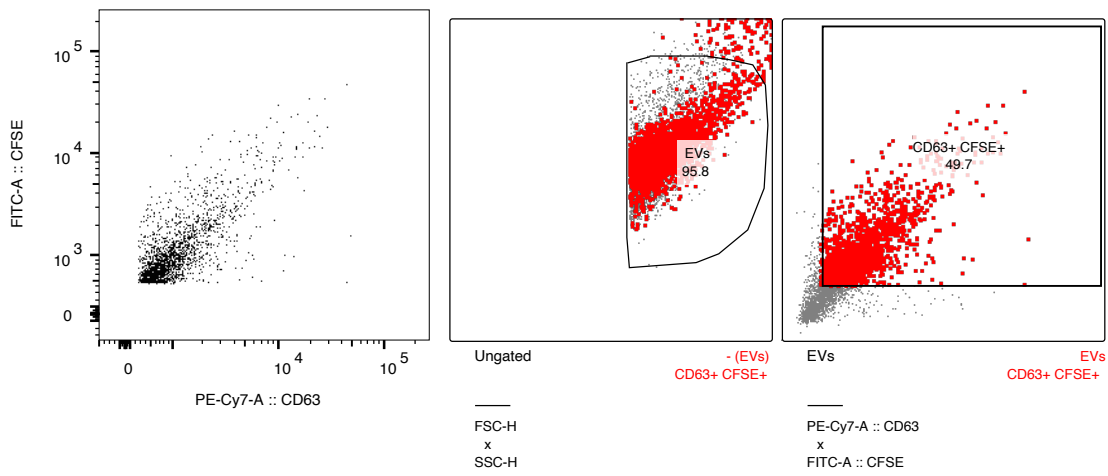 10^5
10^4
10^3
0
FITC-A :: CFSE
0
10^4
10^5
PE-Cy7-A :: CD63
EVs
95.8
Ungated
- (EVs)
CD63+ CFSE+
FSC-H
x
SSC-H
CD63+ CFSE+
49.7
EVs
EVs
CD63+ CFSE+
PE-Cy7-A :: CD63
x
FITC-A :: CFSE